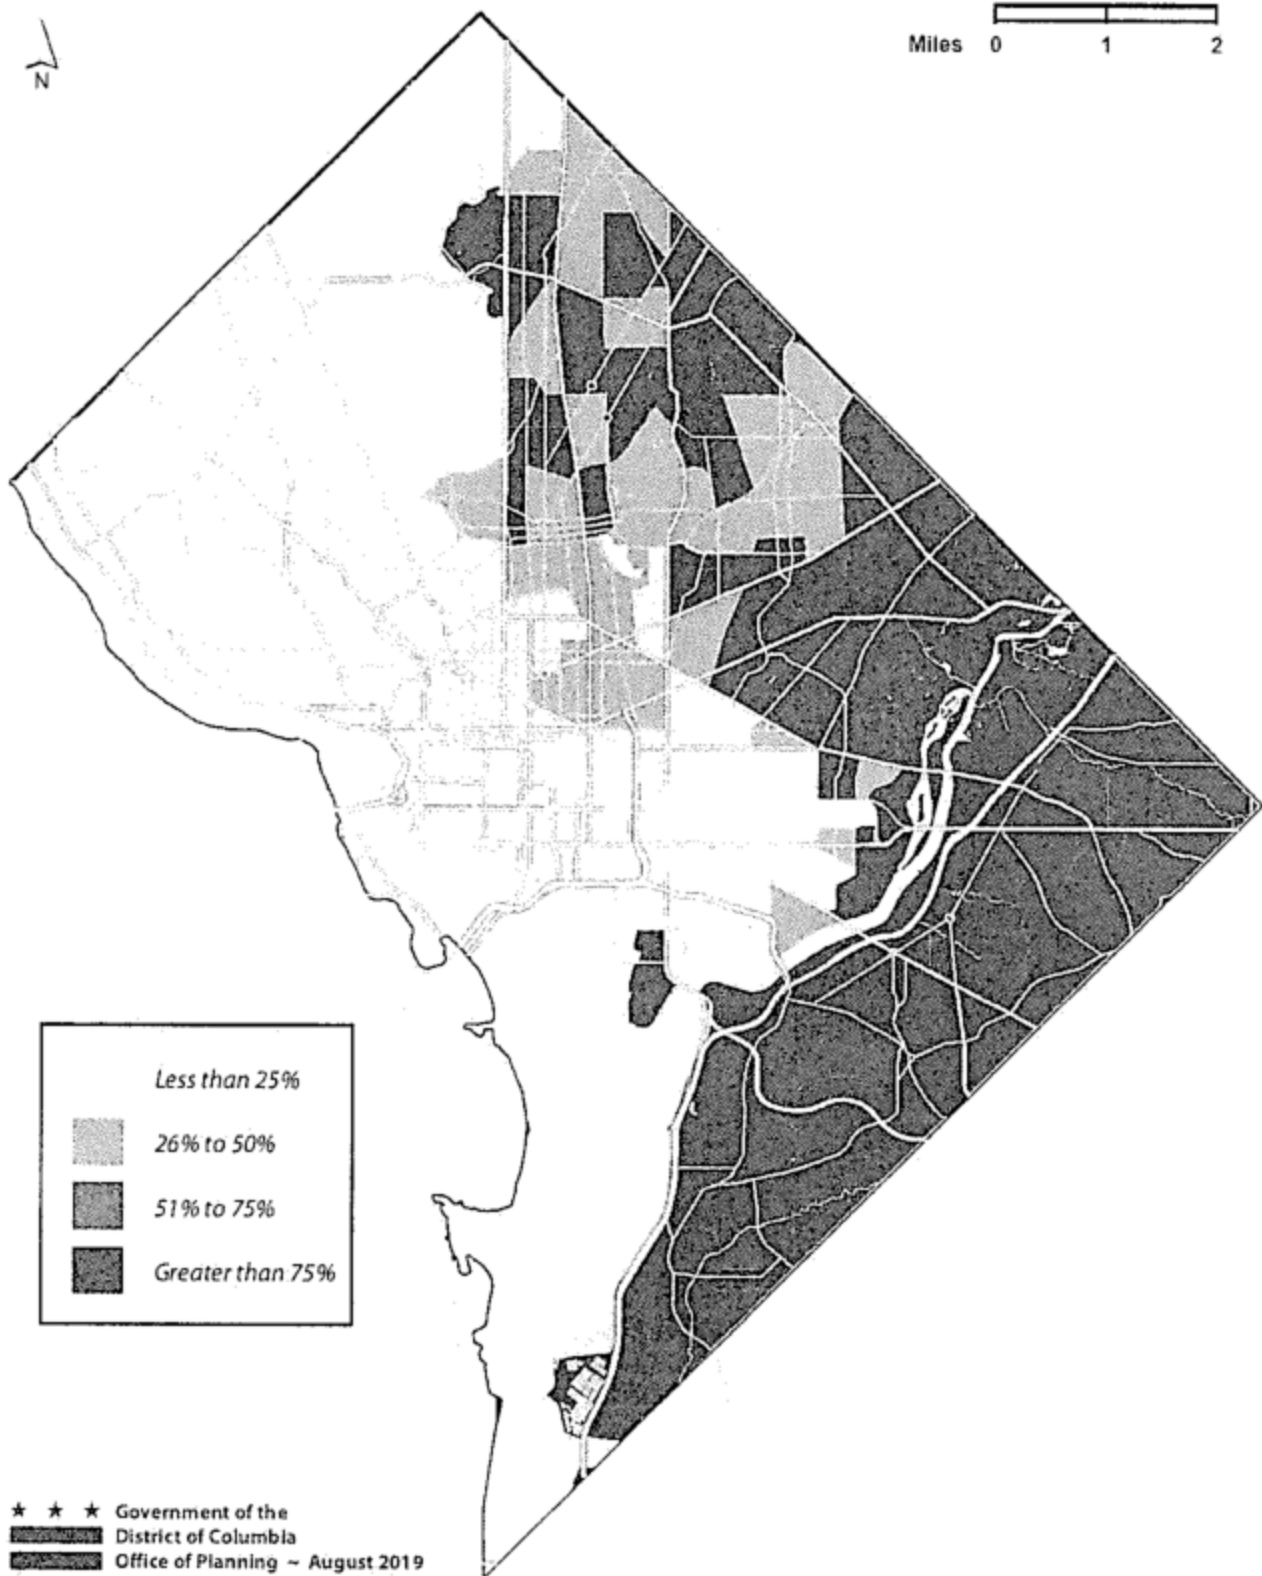 N
Miles 0 1 2
Less than 25%
26% to 50%
51% to 75%
Greater than 75%
★ ★ ★ Government of the
District of Columbia
Office of Planning ~ August 2019